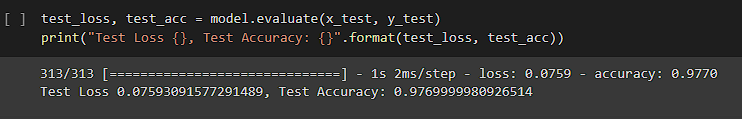 [ ] test_loss, test_acc = model.evaluate(x_test, y_test)
print("Test Loss {}, Test Accuracy: {}".format(test_loss, test_acc))
313/313 [==============================] - 1s 2ms/step - loss: 0.0759 - accuracy: 0.9770
Test Loss 0.07593091577291489, Test Accuracy: 0.9769999980926514